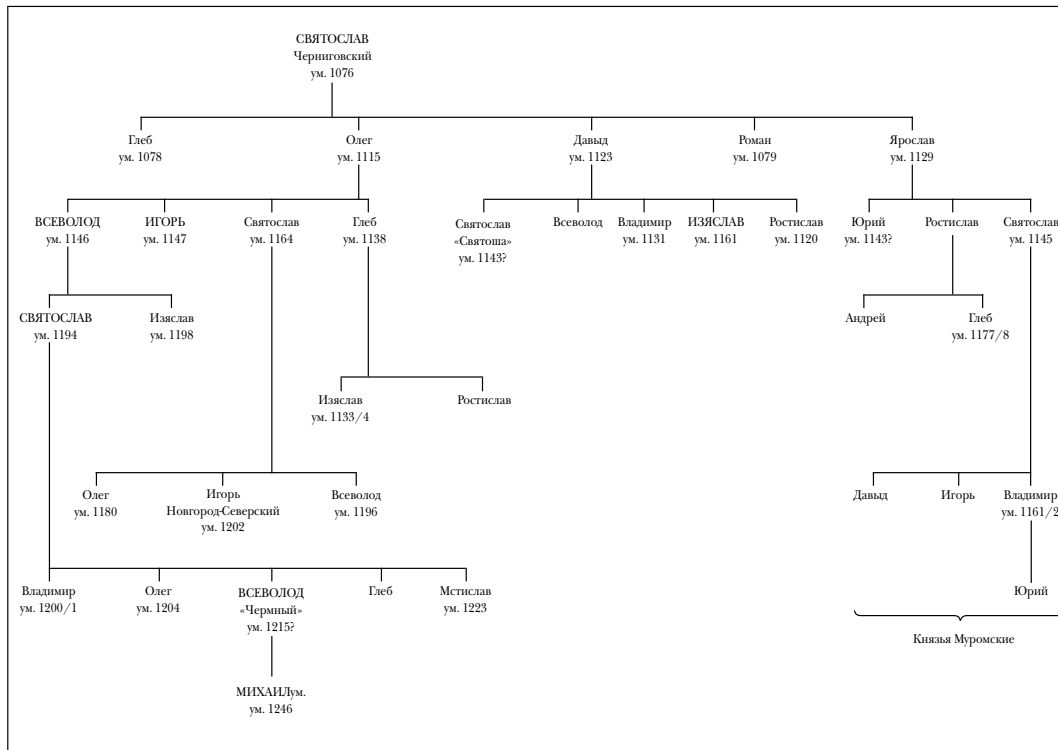 СВЯТОСЛАВ
Черниговский
ум. 1076
Глеб
ум. 1078
Олег
ум. 1115
Давыд
ум. 1123
Роман
ум. 1079
Ярослав
ум. 1129
ВСЕВОЛОД
ум. 1146
ИГОРЬ
ум. 1147
Святослав
ум. 1164
Глеб
ум. 1138
Святослав
«Святоша»
ум. 1143?
Всеволод
Владимир
ум. 1131
ИЗЯСЛАВ
ум. 1161
Ростислав
ум. 1120
Юрий
ум. 1143?
Ростислав
Святослав
ум. 1145
СВЯТОСЛАВ
ум. 1194
Изяслав
ум. 1198
Андрей
Глеб
ум. 1177/8
Изяслав
ум. 1133/4
Ростислав
Олег
ум. 1180
Игорь
Новгород-Северский
ум. 1202
Всеволод
ум. 1196
Давыд
Игорь
Владимир
ум. 1161/2
Владимир
ум. 1200/1
Олег
ум. 1204
ВСЕВОЛОД
«Чермный»
ум. 1215?
Глеб
Мстислав
ум. 1223
Юрий
Князья Муромские
МИХАИЛум.
ум. 1246